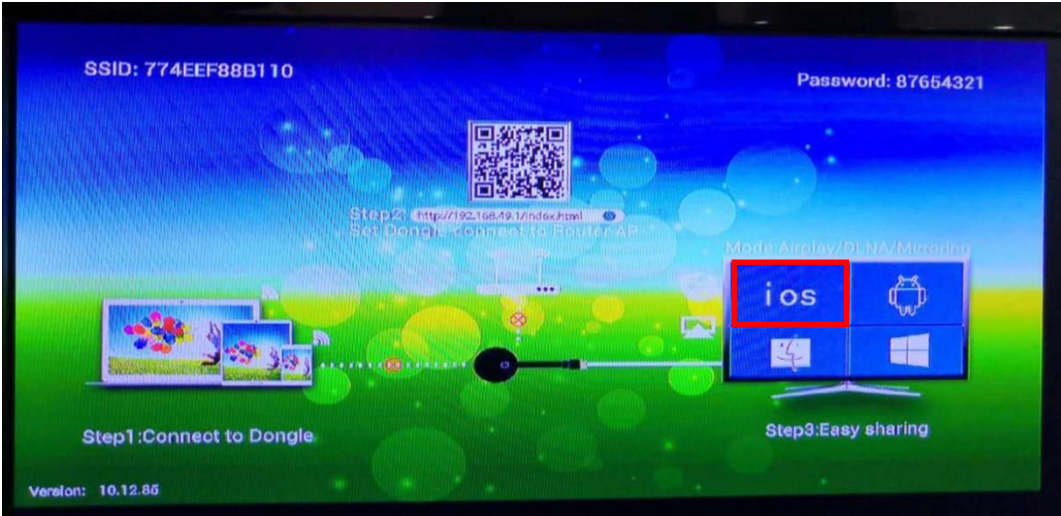 SSID: 774EEF88B110
Password: 87654321
Step2: http://192.168.49.1/index.html
Set Dongle connect to Router AP
Mode:Airplay/DLNA/Mirroring
ios
Step1:Connect to Dongle
Step3:Easy sharing
Version: 10.12.86